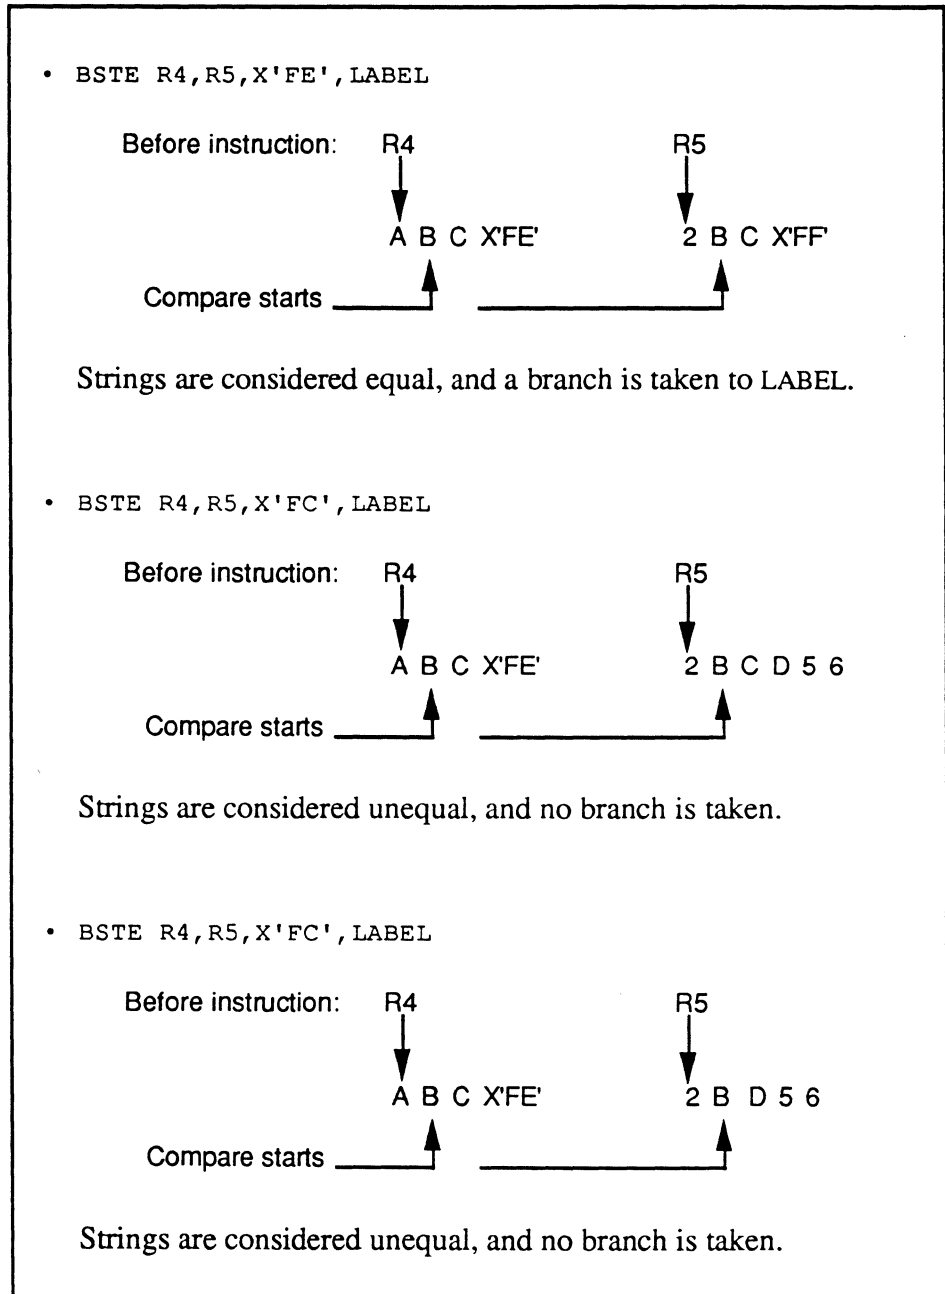 • BSTE R4,R5,X'FE',LABEL
Before instruction: R4 R5
A B C X'FE' 2 B C X'FF'
Compare starts
Strings are considered equal, and a branch is taken to LABEL.
• BSTE R4,R5,X'FC',LABEL
Before instruction: R4 R5
A B C X'FE' 2 B C D 5 6
Compare starts
Strings are considered unequal, and no branch is taken.
• BSTE R4,R5,X'FC',LABEL
Before instruction: R4 R5
A B C X'FE' 2 B D 5 6
Compare starts
Strings are considered unequal, and no branch is taken.